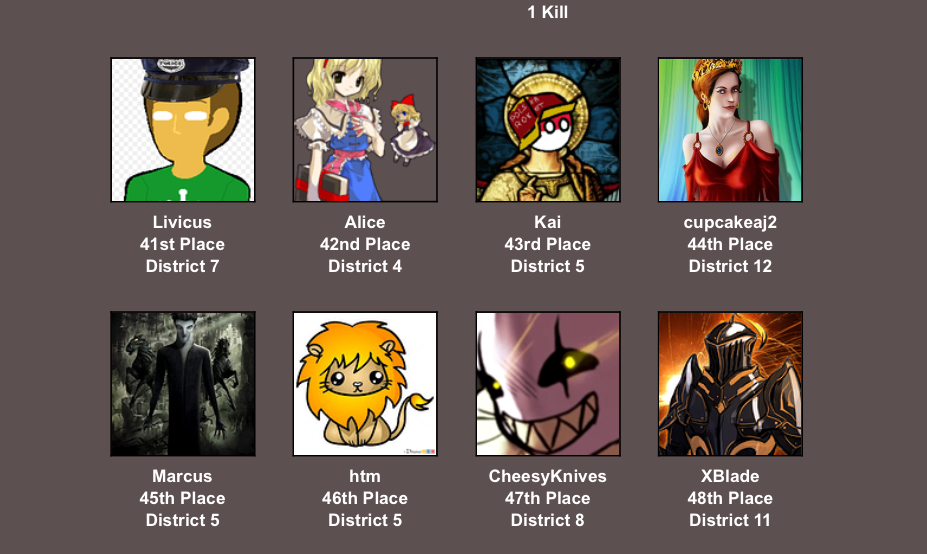 1 Kill
Livicus
41st Place
District 7
Alice
42nd Place
District 4
Kai
43rd Place
District 5
cupcakeaj2
44th Place
District 12
Marcus
45th Place
District 5
htm
46th Place
District 5
CheesyKnives
47th Place
District 8
XBlade
48th Place
District 11